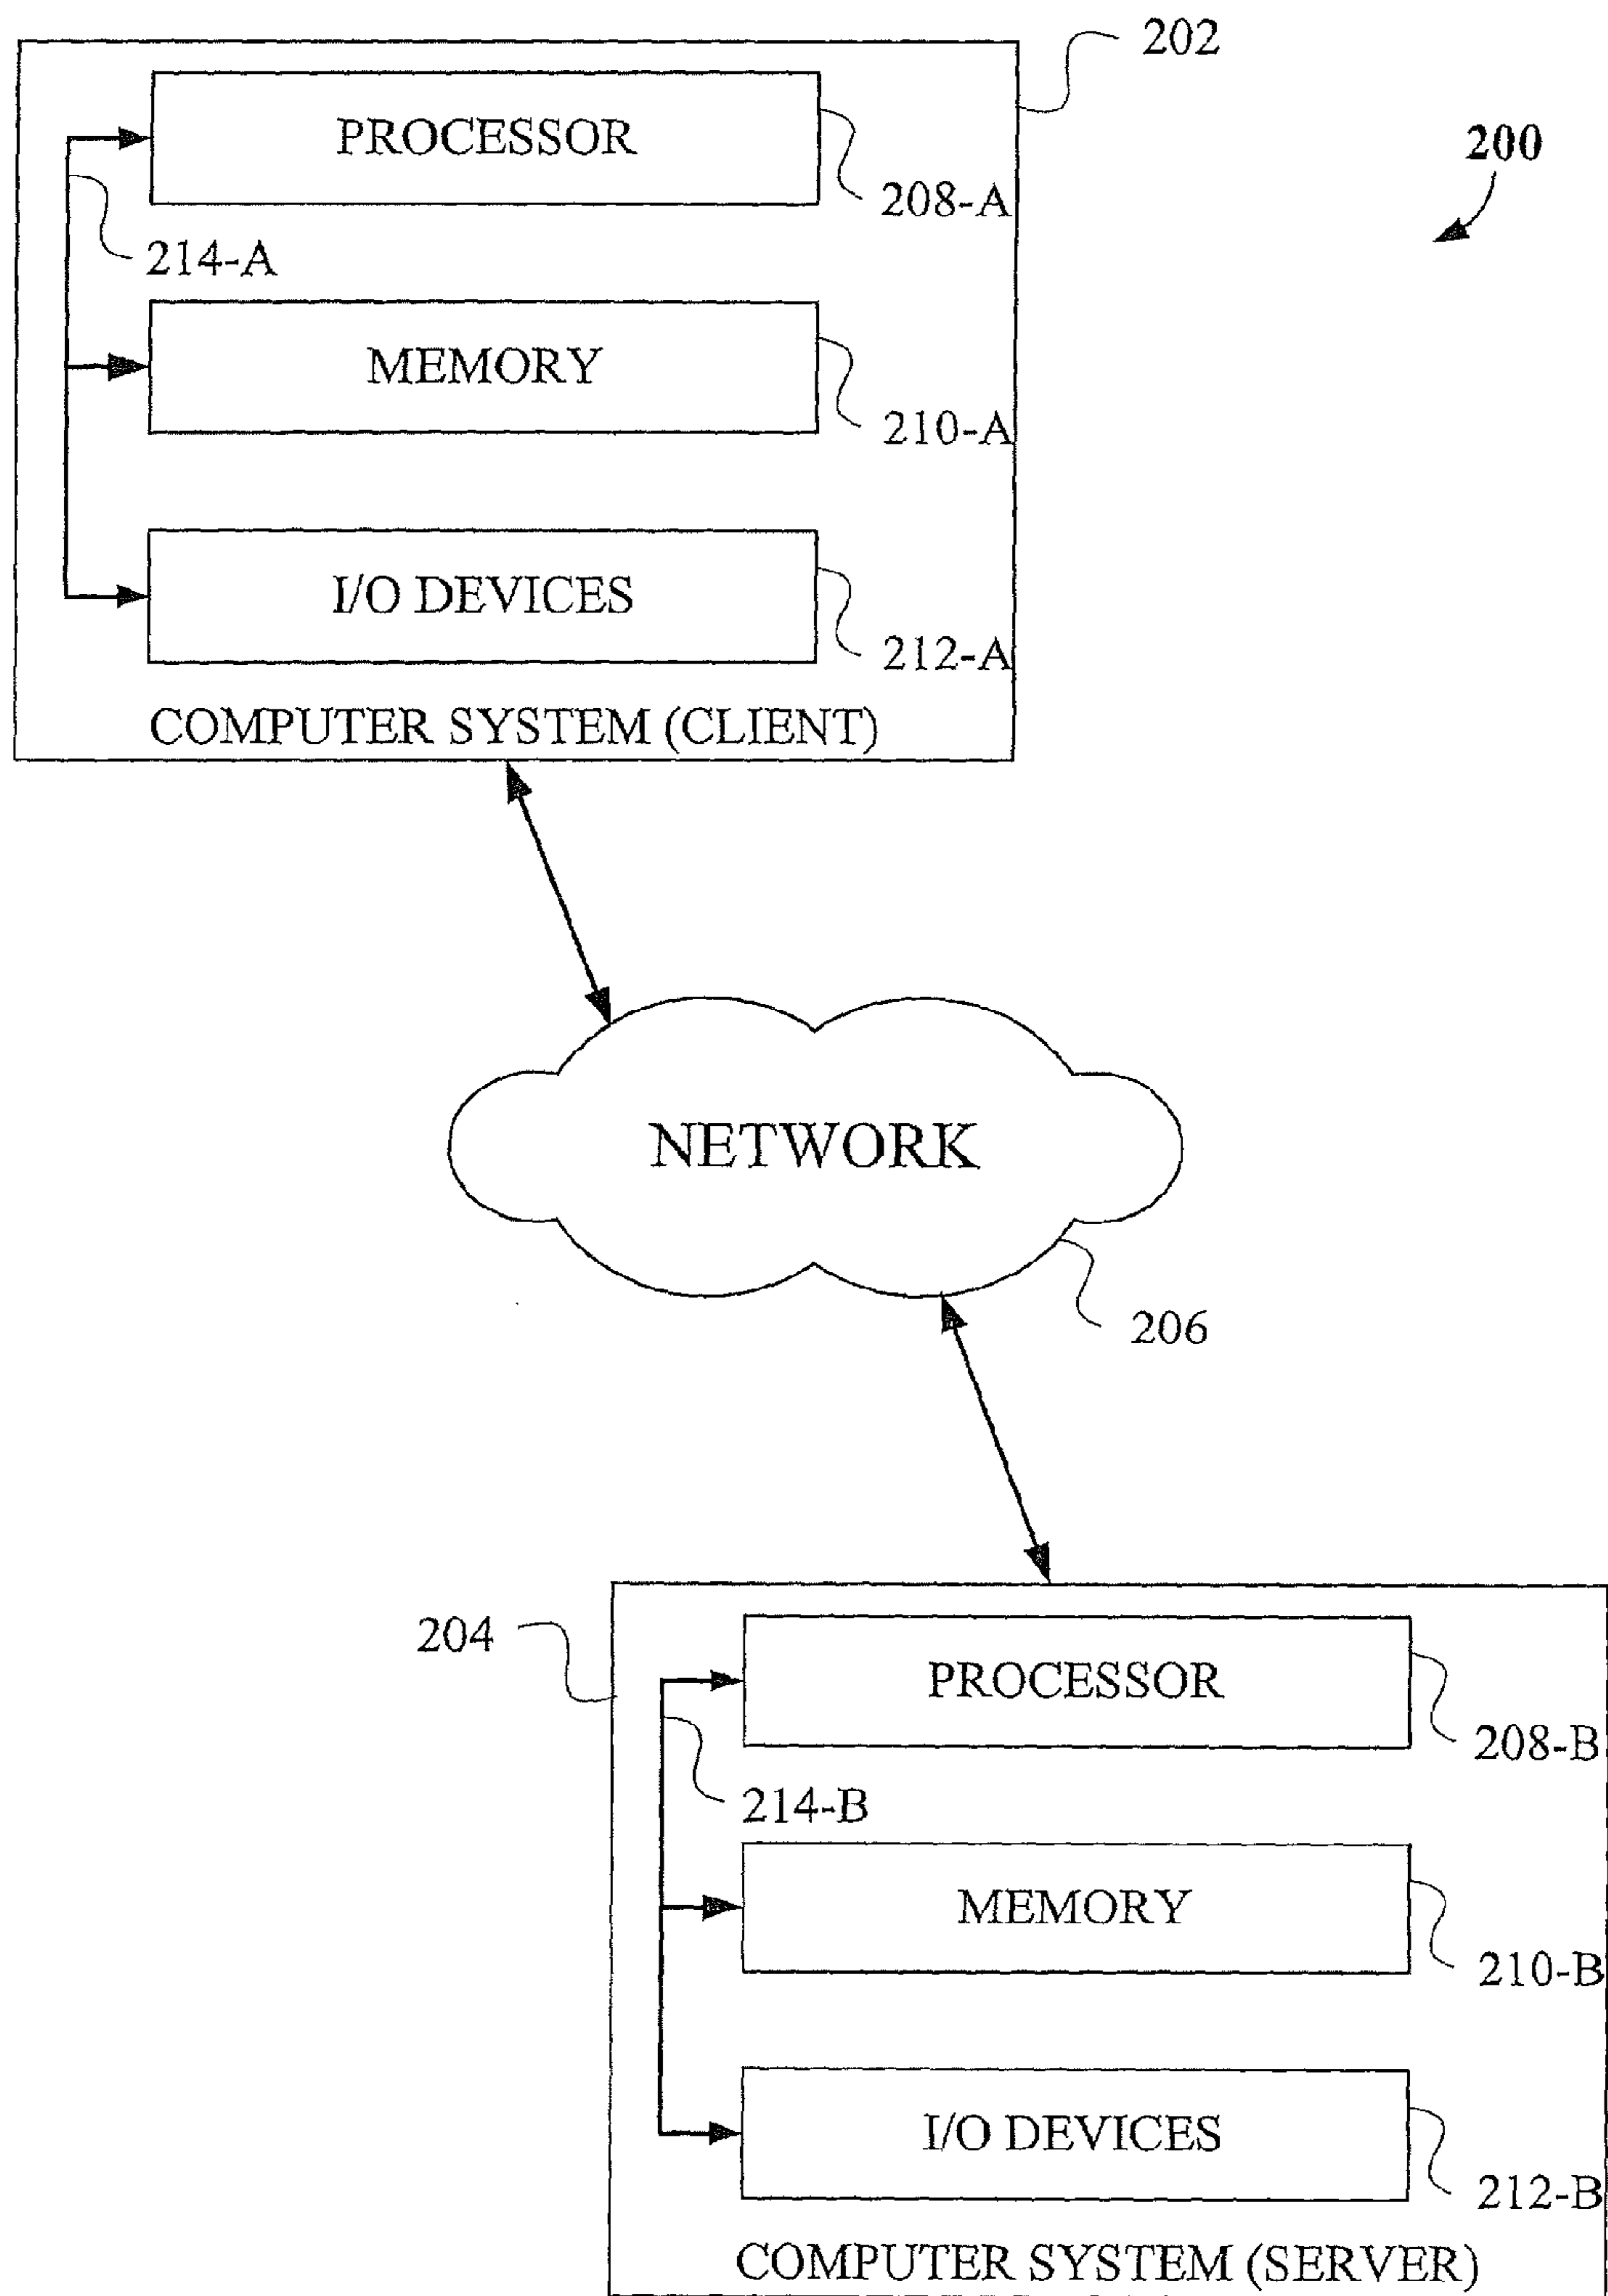 202
PROCESSOR
200
208-A
214-A
MEMORY
210-A
I/O DEVICES
212-A
COMPUTER SYSTEM (CLIENT)
NETWORK
206
204
PROCESSOR
208-B
214-B
MEMORY
210-B
I/O DEVICES
212-B
COMPUTER SYSTEM (SERVER)